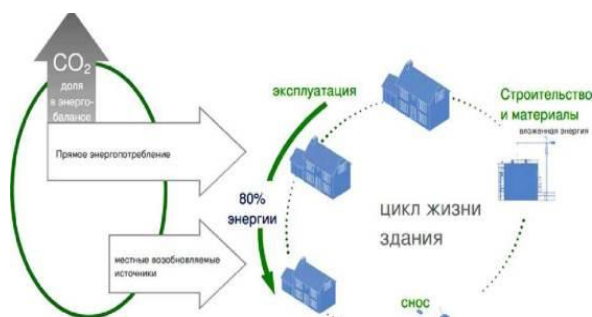 CO2
доля
в энерго-
балансе
Прямое энергопотребление
местные возобновляемые
источники
эксплуатация
80%
энергии
цикл жизни
здания
Строительство
и материалы
вложенная энергия
снос